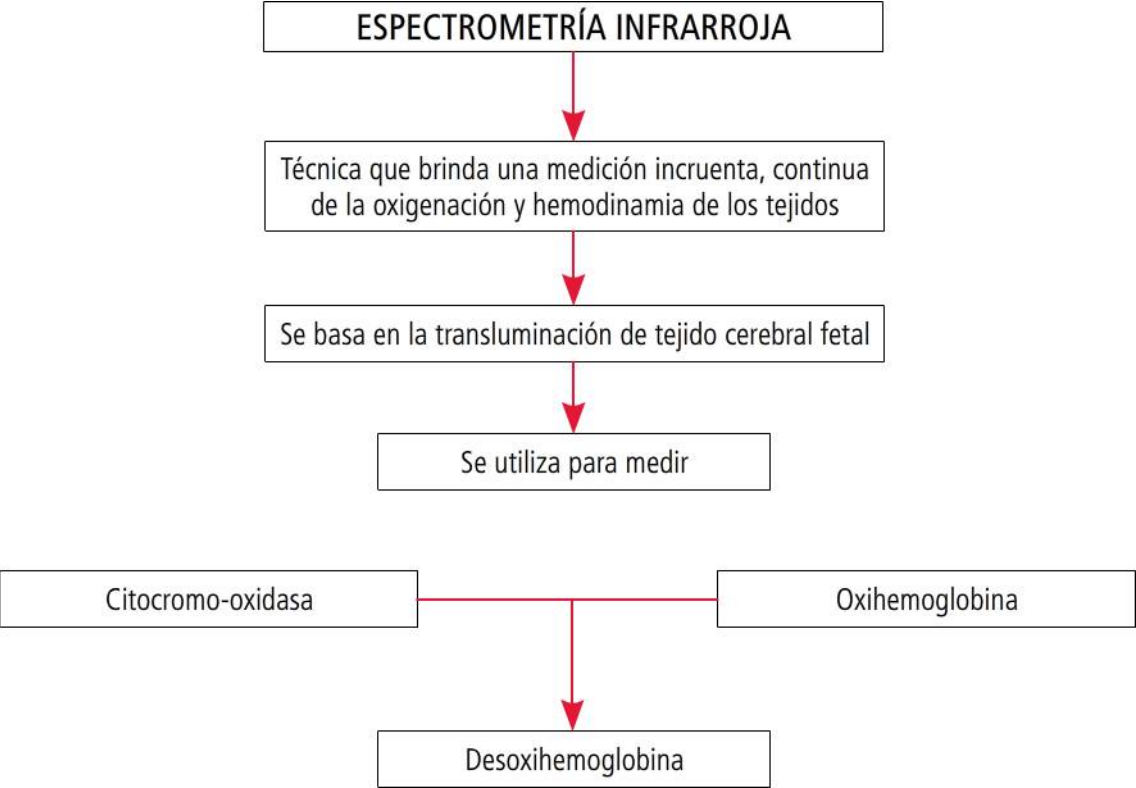 ESPECTROMETRÍA INFRARROJA
Técnica que brinda una medición incruenta, continua
de la oxigenación y hemodinamia de los tejidos
Se basa en la transluminación de tejido cerebral fetal
Se utiliza para medir
Citocromo-oxidasa
Oxihemoglobina
Desoxihemoglobina